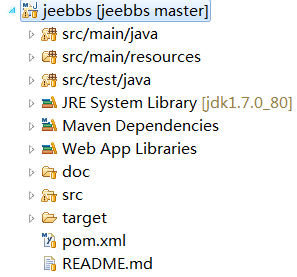 jeebbs [jeebbs master]
src/main/java
src/main/resources
src/test/java
JRE System Library [jdk1.7.0_80]
Maven Dependencies
Web App Libraries
doc
src
target
pom.xml
README.md